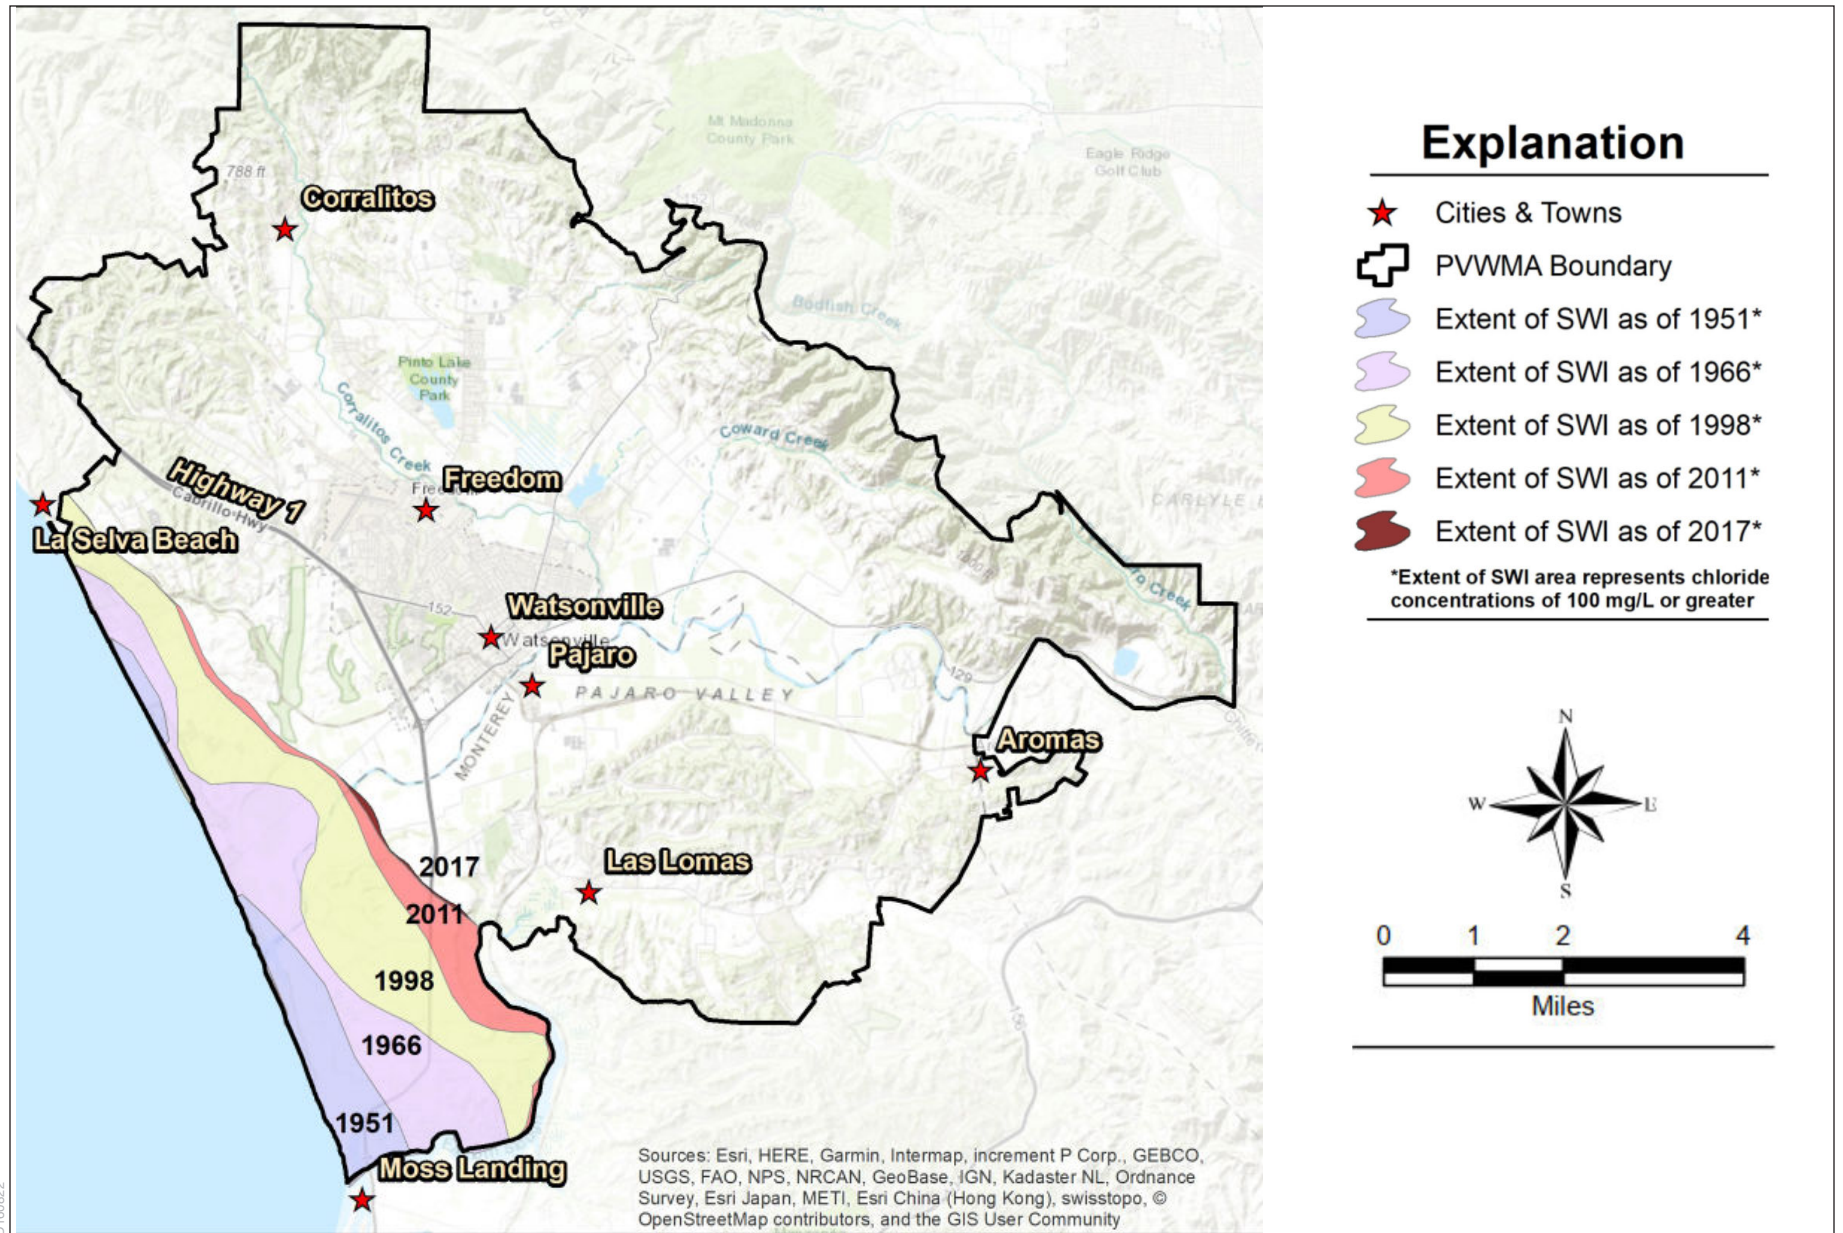 Mt Madonna
County Park
Eagle Ridge
Golf Club
788 ft
Corralitos
Bodfish Creek
Pinto Lake
County
Park
Corralitos Creek
Coward Creek
Highway 1
Cabrillo Hwy
Freedom
La Selva Beach
152
Watsonville
Watsonville
Pajaro
PAJARO VALLEY
MONTEREY
129
Aromas
Las Lomas
2017
2011
1998
1966
1951
156
Moss Landing
Sources: Esri, HERE, Garmin, Intermap, increment P Corp., GEBCO,
USGS, FAO, NPS, NRCAN, GeoBase, IGN, Kadaster NL, Ordnance
Survey, Esri Japan, METI, Esri China (Hong Kong), swisstopo, ©
OpenStreetMap contributors, and the GIS User Community
Explanation
Cities & Towns
PVWMA Boundary
Extent of SWI as of 1951*
Extent of SWI as of 1966*
Extent of SWI as of 1998*
Extent of SWI as of 2011*
Extent of SWI as of 2017*
*Extent of SWI area represents chloride
concentrations of 100 mg/L or greater
N
W
E
S
0 1 2 4
Miles